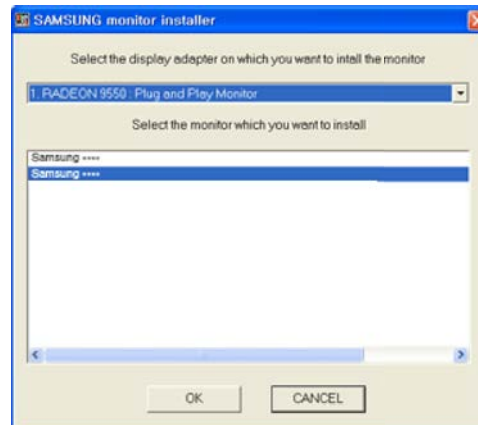 SAMSUNG monitor installer
Select the display adapter on which you want to intall the monitor
1. RADEON 9550 : Plug and Play Monitor
Select the monitor which you want to install
Samsung ****
Samsung ****
OK
CANCEL